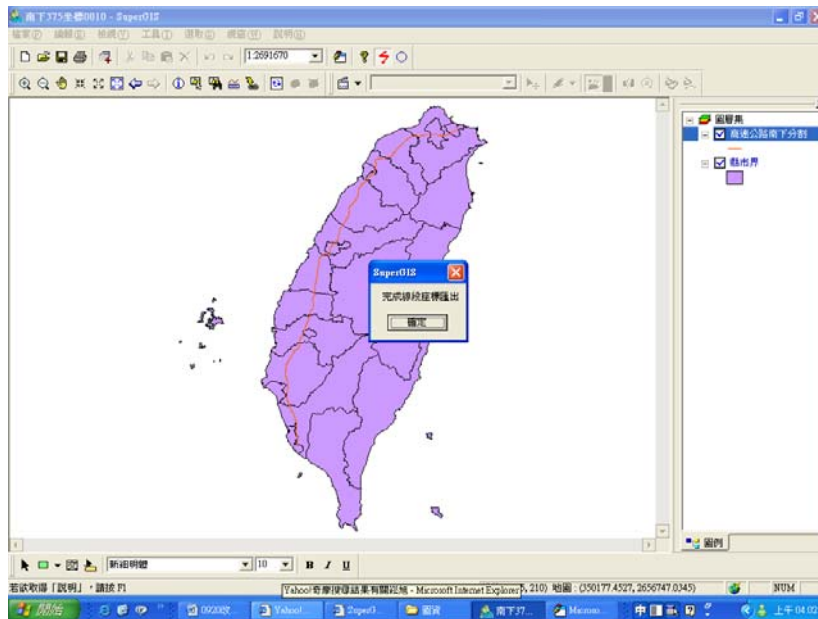 南下375坐標0010 - SuperGIS
檔案(F) 編輯(E) 檢視(V) 工具(T) 選取(S) 視窗(W) 說明(H)
1:2691670
圖層集
高速公路南下分割
縣市界
SuperGIS
完成線段座標匯出
確定
圖例
新細明體
10
B I U
若欲取得「說明」，請按 F1
Yahoo!奇摩搜尋結果有關 - Microsoft Internet Explorer
5, 210) 地圖 : (350177.4527, 2656747.0345)
NUM
開始
Yahoo!
SuperG...
圖資
南下37...
Microso...
中
上午 04:02